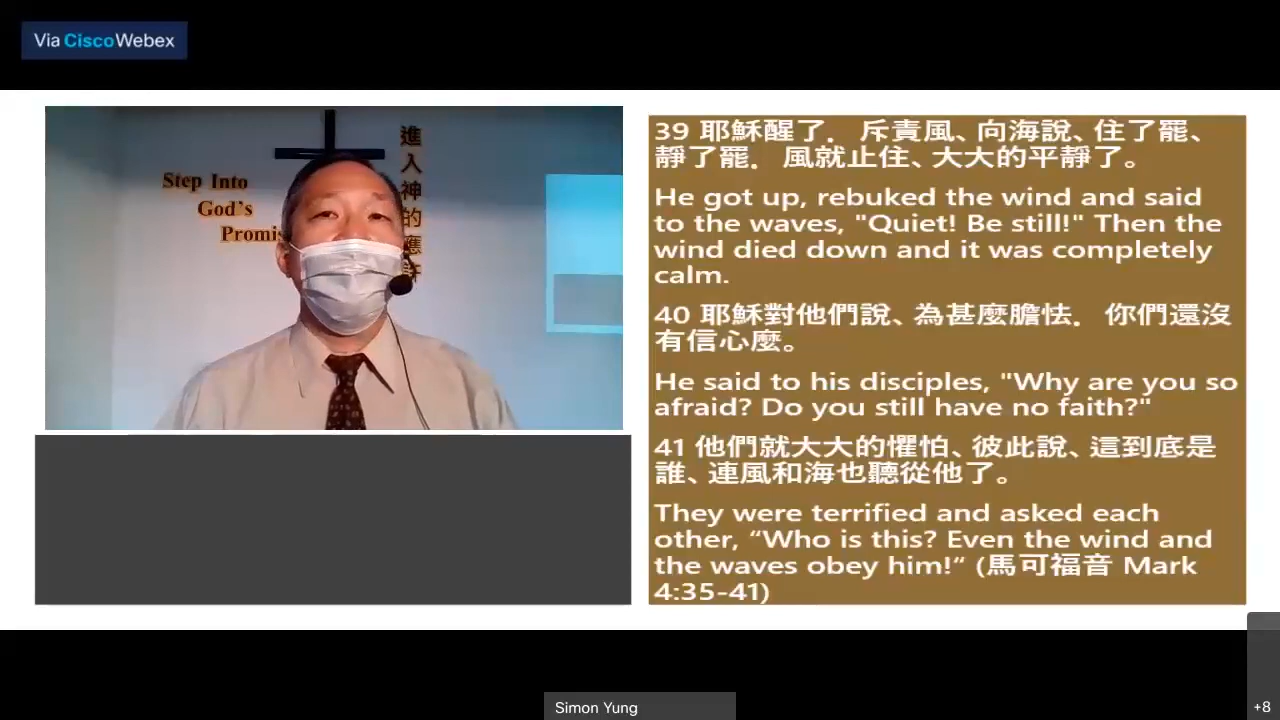 Via Cisco Webex
Step Into
God's
Promis
進入神的應許
39 耶穌醒了．斥責風、向海說、住了罷、
靜了罷．風就止住、大大的平靜了。
He got up, rebuked the wind and said
to the waves, "Quiet! Be still!" Then the
wind died down and it was completely
calm.
40 耶穌對他們說、為甚麼膽怯．你們還沒
有信心麼。
He said to his disciples, "Why are you so
afraid? Do you still have no faith?"
41 他們就大大的懼怕、彼此說、這到底是
誰、連風和海也聽從他了。
They were terrified and asked each
other, “Who is this? Even the wind and
the waves obey him!“ (馬可福音 Mark
4:35-41)
Simon Yung
+8